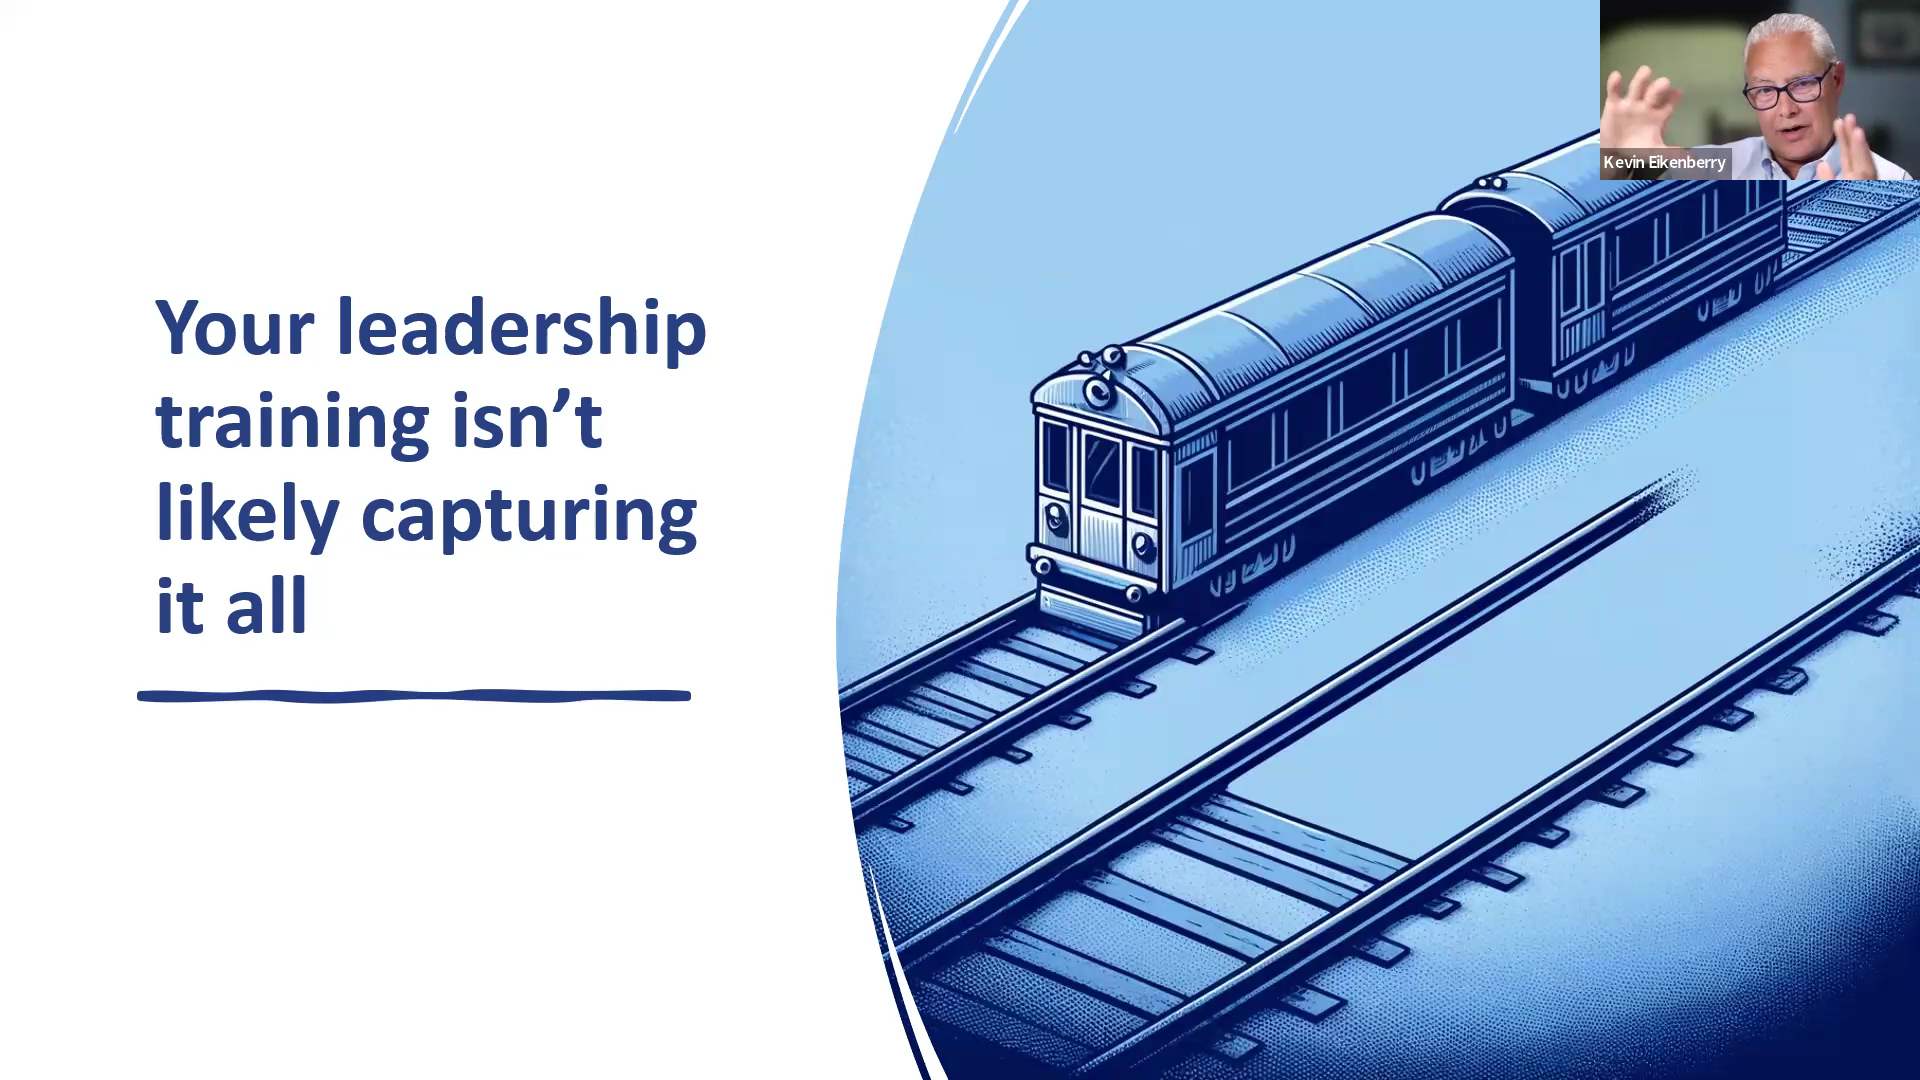 Your leadership
training isn’t
likely capturing
it all
Kevin Eikenberry